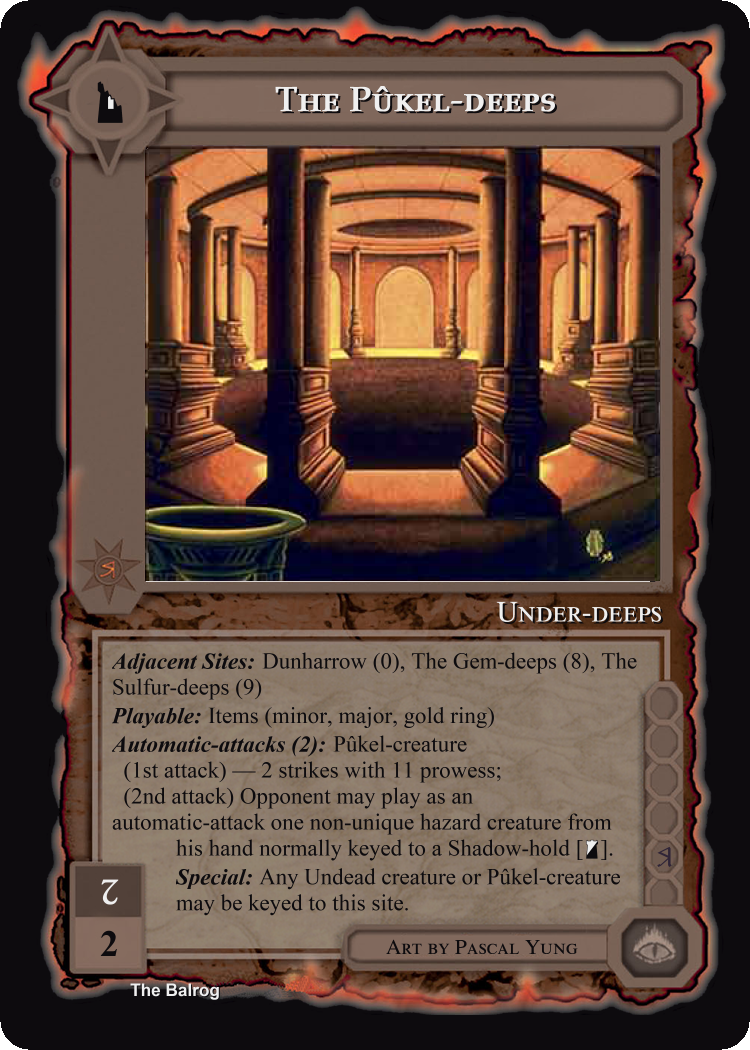 The Pûkel-deeps
Under-deeps
Adjacent Sites: Dunharrow (0), The Gem-deeps (8), The
Sulfur-deeps (9)
Playable: Items (minor, major, gold ring)
Automatic-attacks (2): Pûkel-creature
(1st attack) — 2 strikes with 11 prowess;
(2nd attack) Opponent may play as an
automatic-attack one non-unique hazard creature from
his hand normally keyed to a Shadow-hold [].
Special: Any Undead creature or Pûkel-creature
may be keyed to this site.
2
2
Art by Pascal Yung
The Balrog